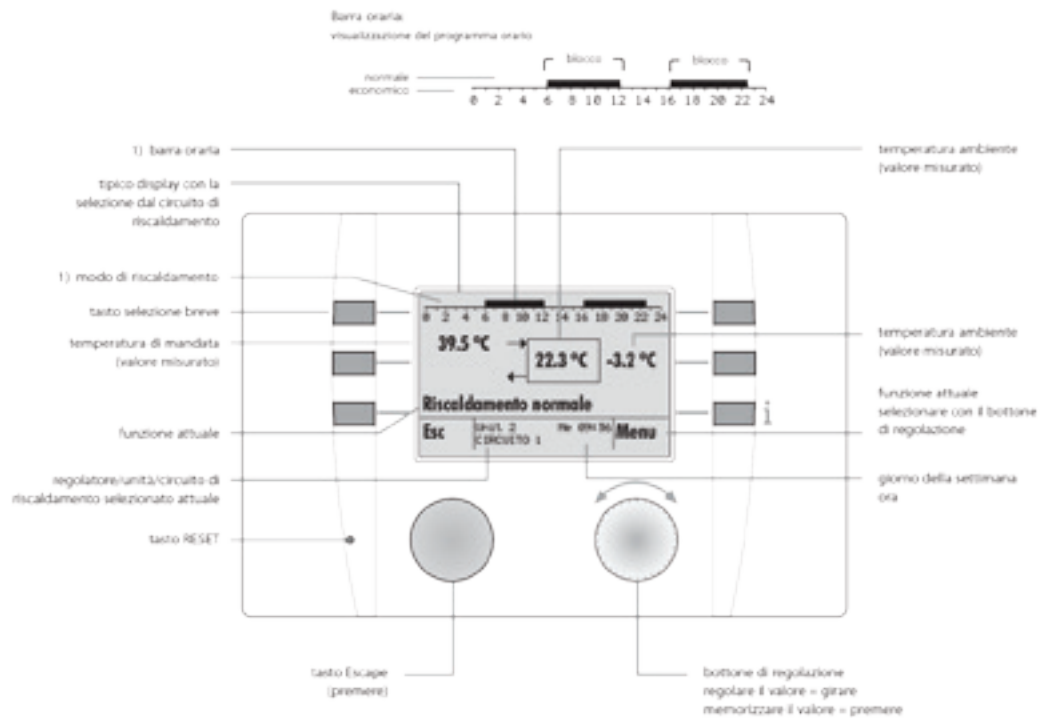 Barra oraria:
visualizzazione del programma orario
blocco
blocco
normale
economico
0 2 4 6 8 10 12 14 16 18 20 22 24
1) barra oraria
tipico display con la
selezione dal circuito di
riscaldamento
1) modo di riscaldamento
tasto selezione breve
temperatura di mandata
(valore misurato)
funzione attuale
regolatore/unità/circuito di
riscaldamento selezionato attuale
tasto RESET
temperatura ambiente
(valore misurato)
temperatura ambiente
(valore misurato)
funzione attuale
selezionare con il bottone
di regolazione
giorno della settimana
ora
0 2 4 6 8 10 12 14 16 18 20 22 24
39.5 °C
22.3 °C
-3.2 °C
Riscaldamento normale
Esc
2
CIRCUITO 1
Menu
tasto Escape
(premere)
bottone di regolazione
regolare il valore = girare
memorizzare il valore = premere